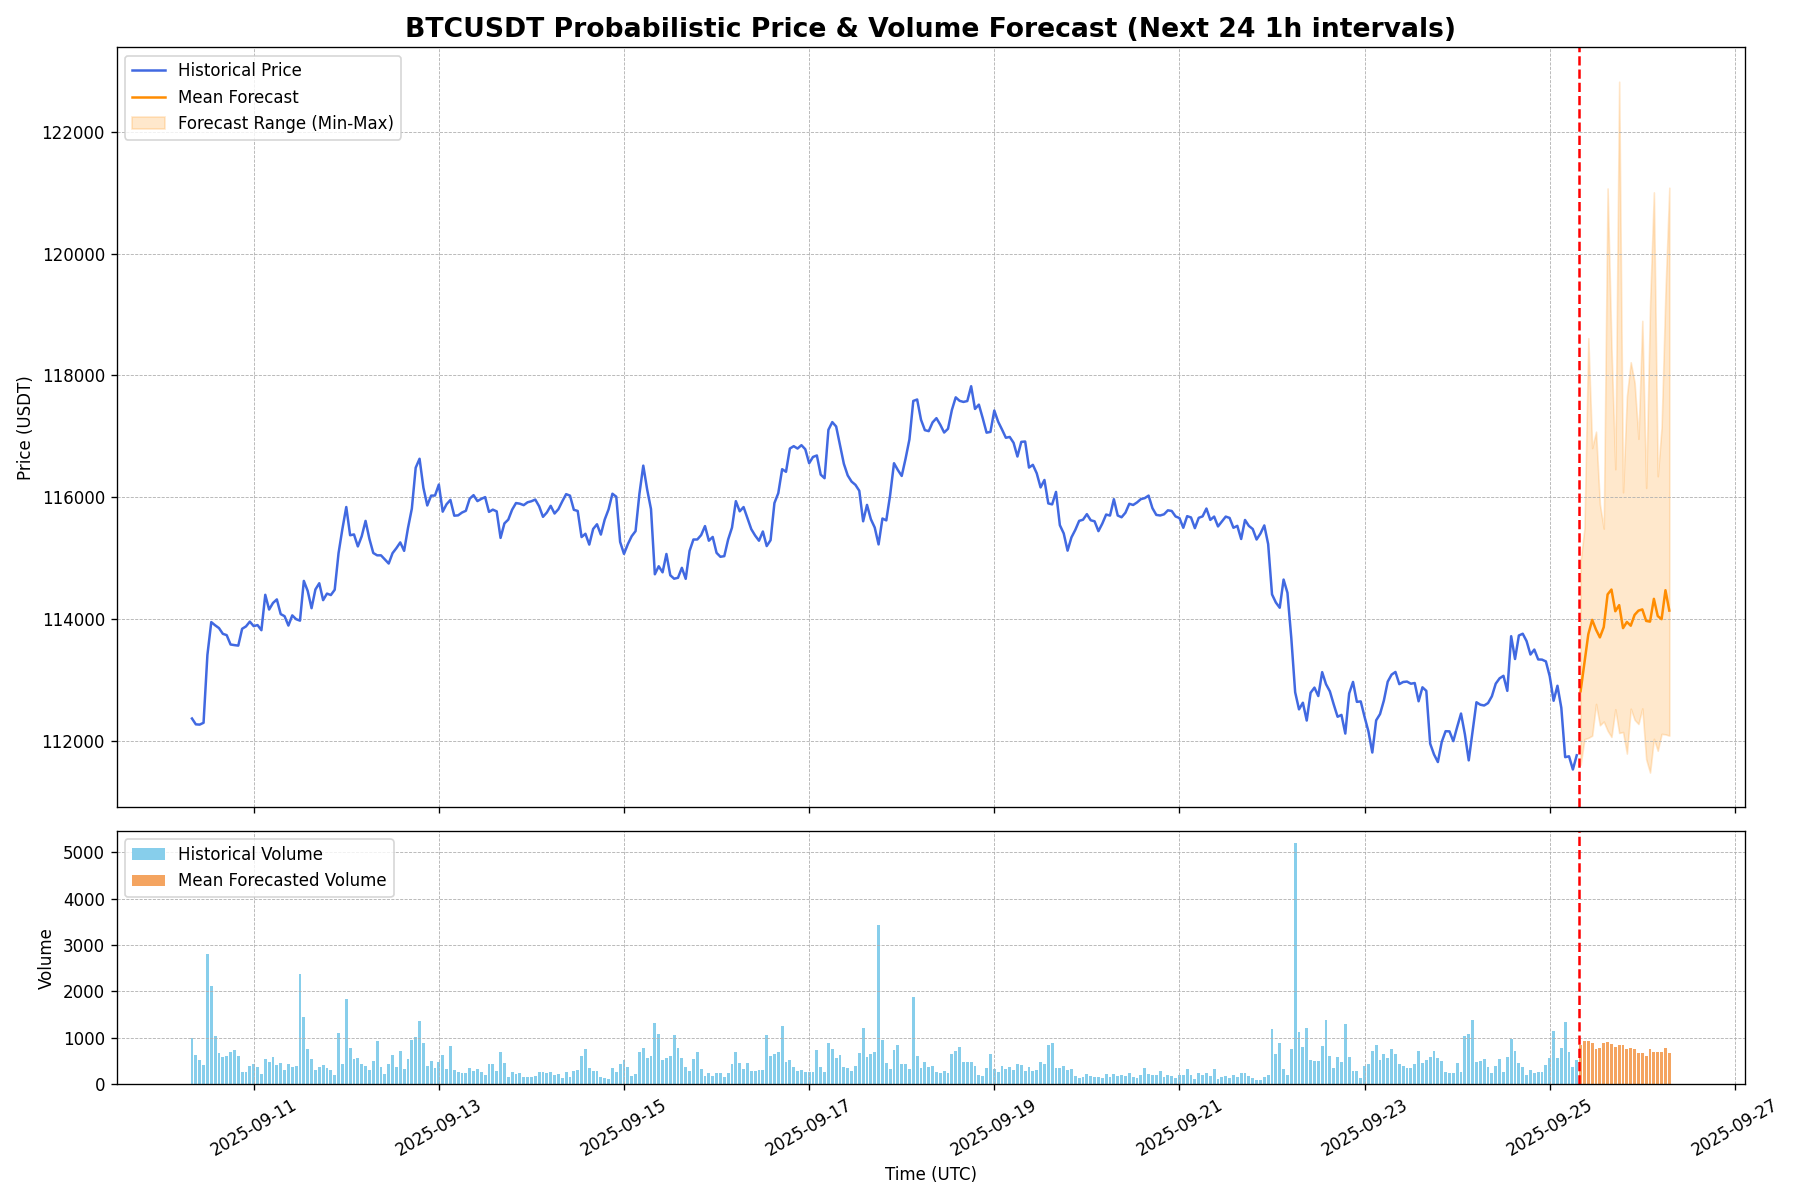 BTCUSDT Probabilistic Price & Volume Forecast (Next 24 1h intervals)
Historical Price
Mean Forecast
Forecast Range (Min-Max)
122000
120000
118000
116000
114000
112000
Price (USDT)
Historical Volume
Mean Forecasted Volume
5000
4000
3000
2000
1000
0
Volume
2025-09-11
2025-09-13
2025-09-15
2025-09-17
2025-09-19
2025-09-21
2025-09-23
2025-09-25
2025-09-27
Time (UTC)